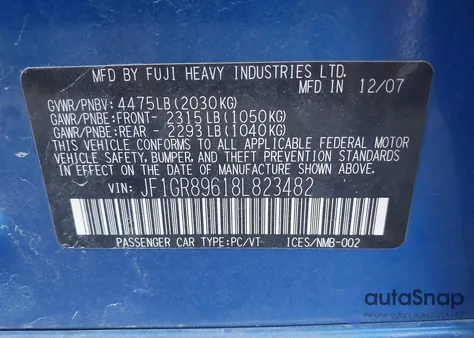 MFD BY FUJI HEAVY INDUSTRIES LTD.
MADE IN 12/07
GVWR/PNBV: 4475LB(2030KG)
GAWR/PNBE:FRONT- 2315LB(1050KG)
GAWR/PNBE:REAR - 2293LB(1040KG)
THIS VEHICLE CONFORMS TO ALL APPLICABLE FEDERAL MOTOR
VEHICLE SAFETY, BUMPER, AND THEFT PREVENTION STANDARDS
IN EFFECT ON THE DATE OF MANUFACTURE SHOWN ABOVE.
VIN: JF1GR89618L823482
PASSENGER CAR TYPE:PC/VT ICES/NMB-002
autoSnap